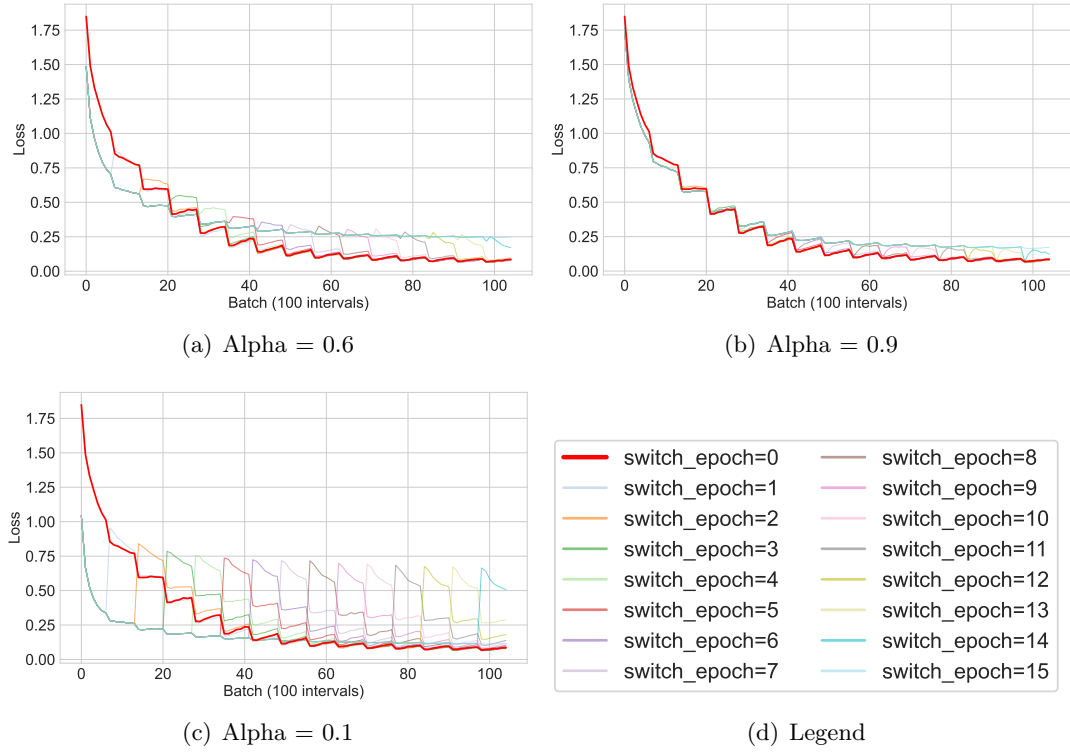 1.75
1.50
1.25
1.00
0.75
0.50
0.25
0.00
Loss
0 20 40 60 80 100
Batch (100 intervals)
(a) Alpha = 0.6
1.75
1.50
1.25
1.00
0.75
0.50
0.25
0.00
Loss
0 20 40 60 80 100
Batch (100 intervals)
(b) Alpha = 0.9
1.75
1.50
1.25
1.00
0.75
0.50
0.25
0.00
Loss
0 20 40 60 80 100
Batch (100 intervals)
(c) Alpha = 0.1
switch_epoch=0
switch_epoch=1
switch_epoch=2
switch_epoch=3
switch_epoch=4
switch_epoch=5
switch_epoch=6
switch_epoch=7
switch_epoch=8
switch_epoch=9
switch_epoch=10
switch_epoch=11
switch_epoch=12
switch_epoch=13
switch_epoch=14
switch_epoch=15
(d) Legend